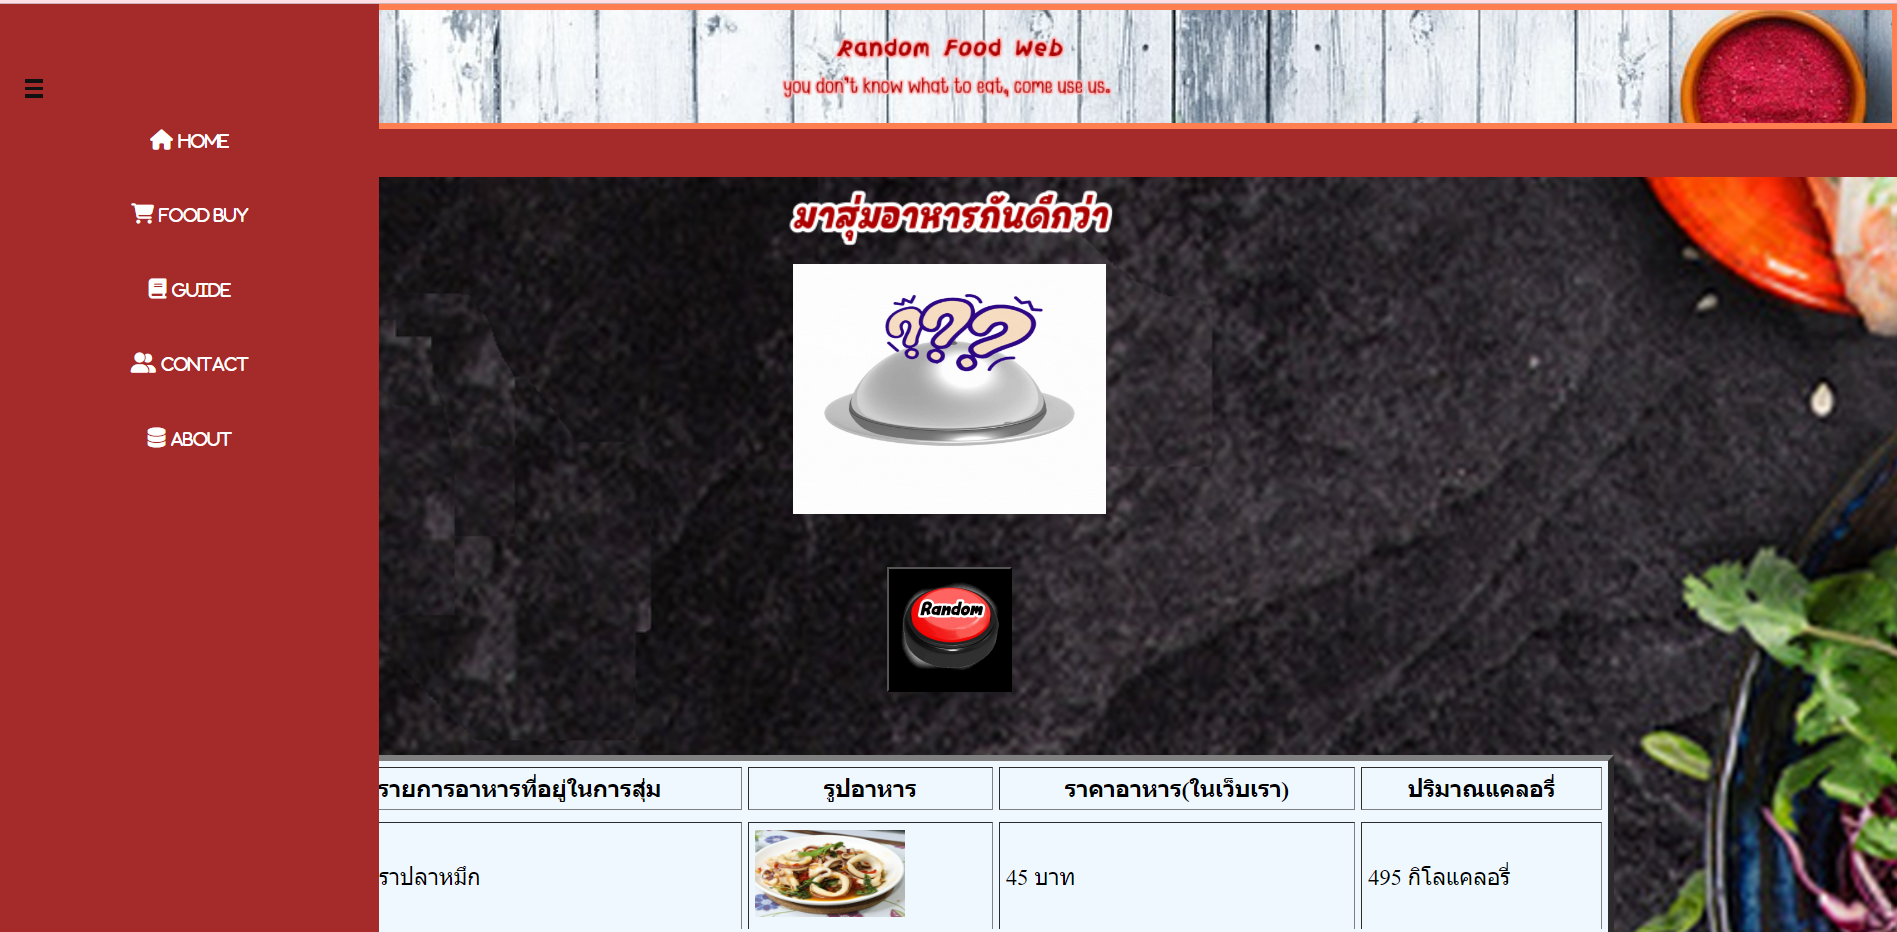 Random Food Web
you don't know what to eat, come use us.
HOME
FOOD BUY
GUIDE
CONTACT
ABOUT
มาสุ่มอาหารกันดีกว่า
???
Random
รายการอาหารที่อยู่ในการสุ่ม
รูปอาหาร
ราคาอาหาร(ในเว็บเรา)
ปริมาณแคลอรี่
ราปลาหมึก
45 บาท
495 กิโลแคลอรี่